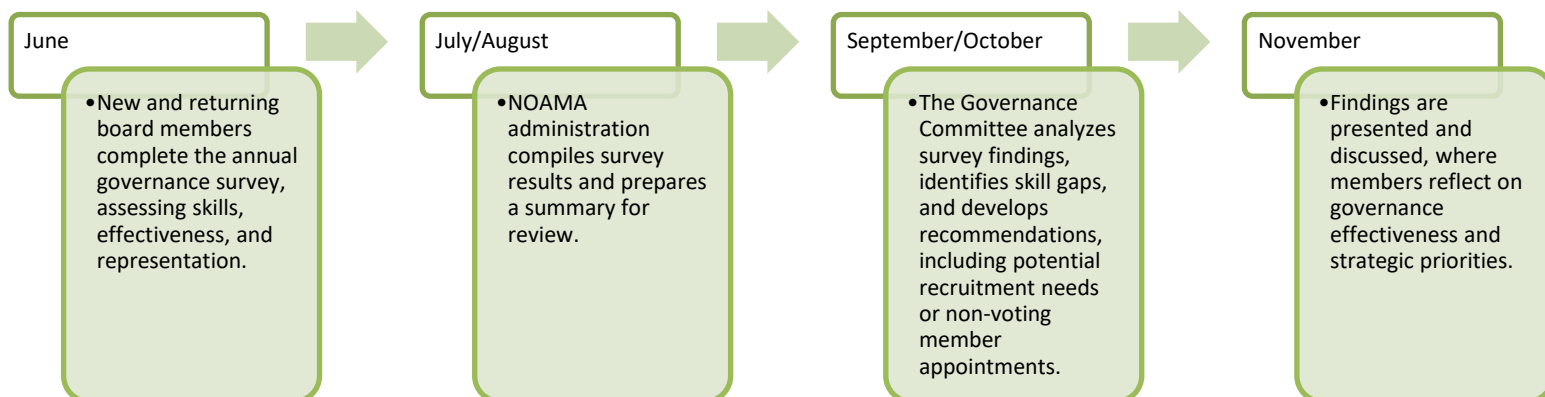 June
•New and returning
board members
complete the annual
governance survey,
assessing skills,
effectiveness, and
representation.
July/August
•NOAMA
administration
compiles survey
results and prepares
a summary for
review.
September/October
•The Governance
Committee analyzes
survey findings,
identifies skill gaps,
and develops
recommendations,
including potential
recruitment needs
or non-voting
member
appointments.
November
•Findings are
presented and
discussed, where
members reflect on
governance
effectiveness and
strategic priorities.